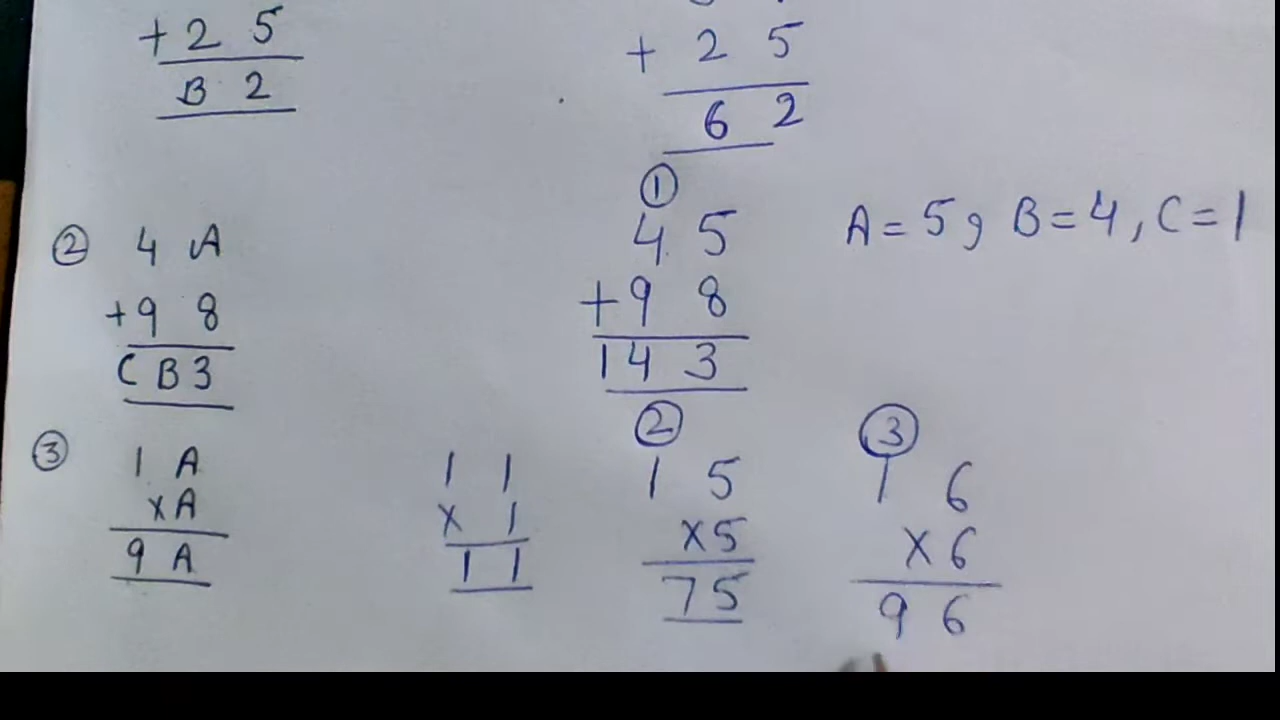 + 2 5
B 2
+ 2 5
6 2
② 4 A
+ 9 8
C B 3
①
4 5
+ 9 8
1 4 3
A = 5, B = 4, C = 1
③ 1 A
x A
9 A
1 1
x 1
1 1
②
1 5
x 5
7 5
③
1 6
x 6
9 6